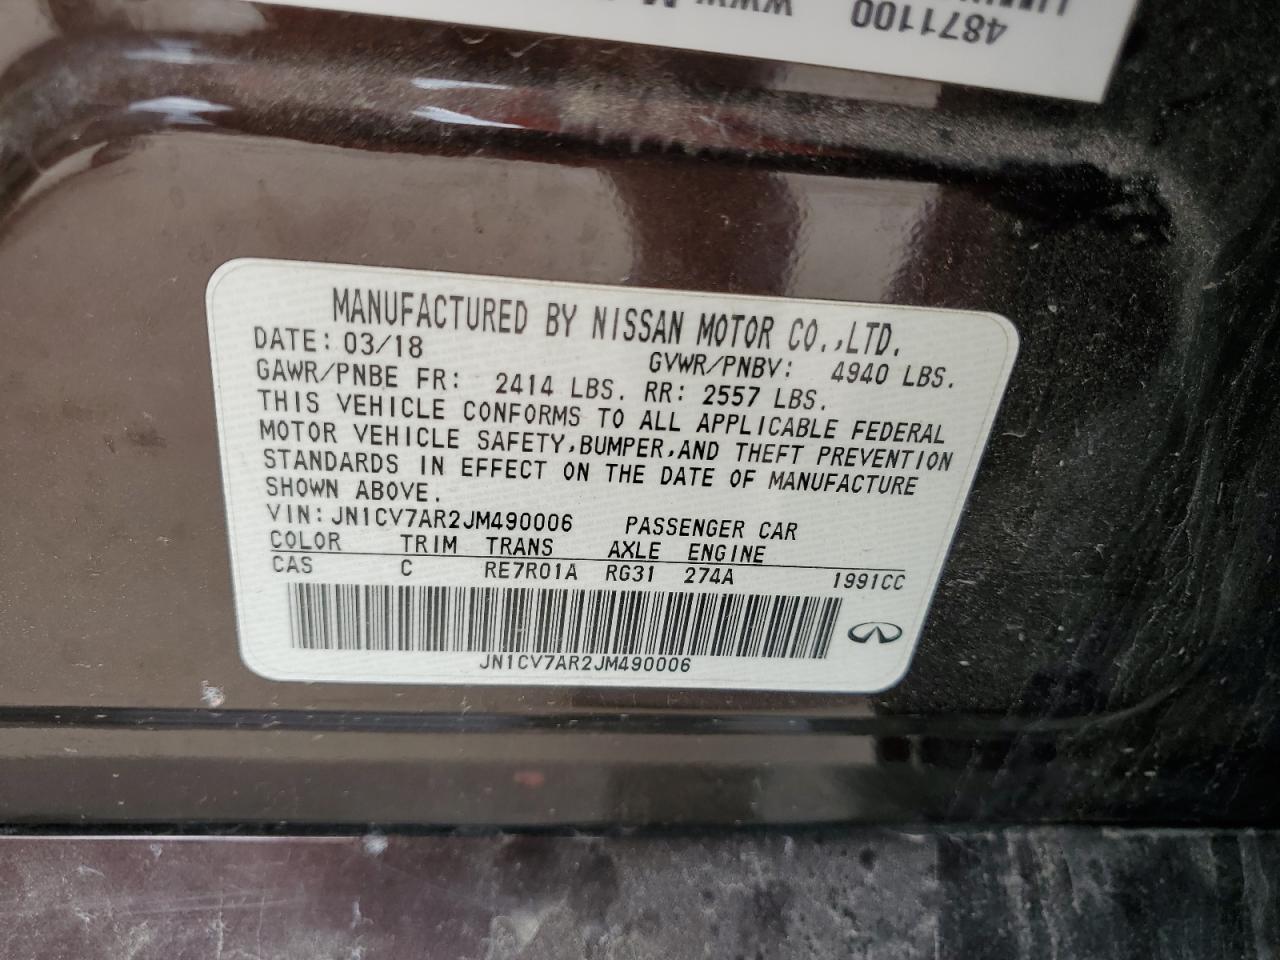 4871100
MANUFACTURED BY NISSAN MOTOR CO.,LTD.
DATE: 03/18 GVWR/PNBV: 4940 LBS.
GAWR/PNBE FR: 2414 LBS. RR: 2557 LBS.
THIS VEHICLE CONFORMS TO ALL APPLICABLE FEDERAL
MOTOR VEHICLE SAFETY,BUMPER,AND THEFT PREVENTION
STANDARDS IN EFFECT ON THE DATE OF MANUFACTURE
SHOWN ABOVE.
VIN:JN1CV7AR2JM490006 PASSENGER CAR
COLOR TRIM TRANS AXLE ENGINE
CAS C RE7R01A RG31 274A 1991CC
JN1CV7AR2JM490006